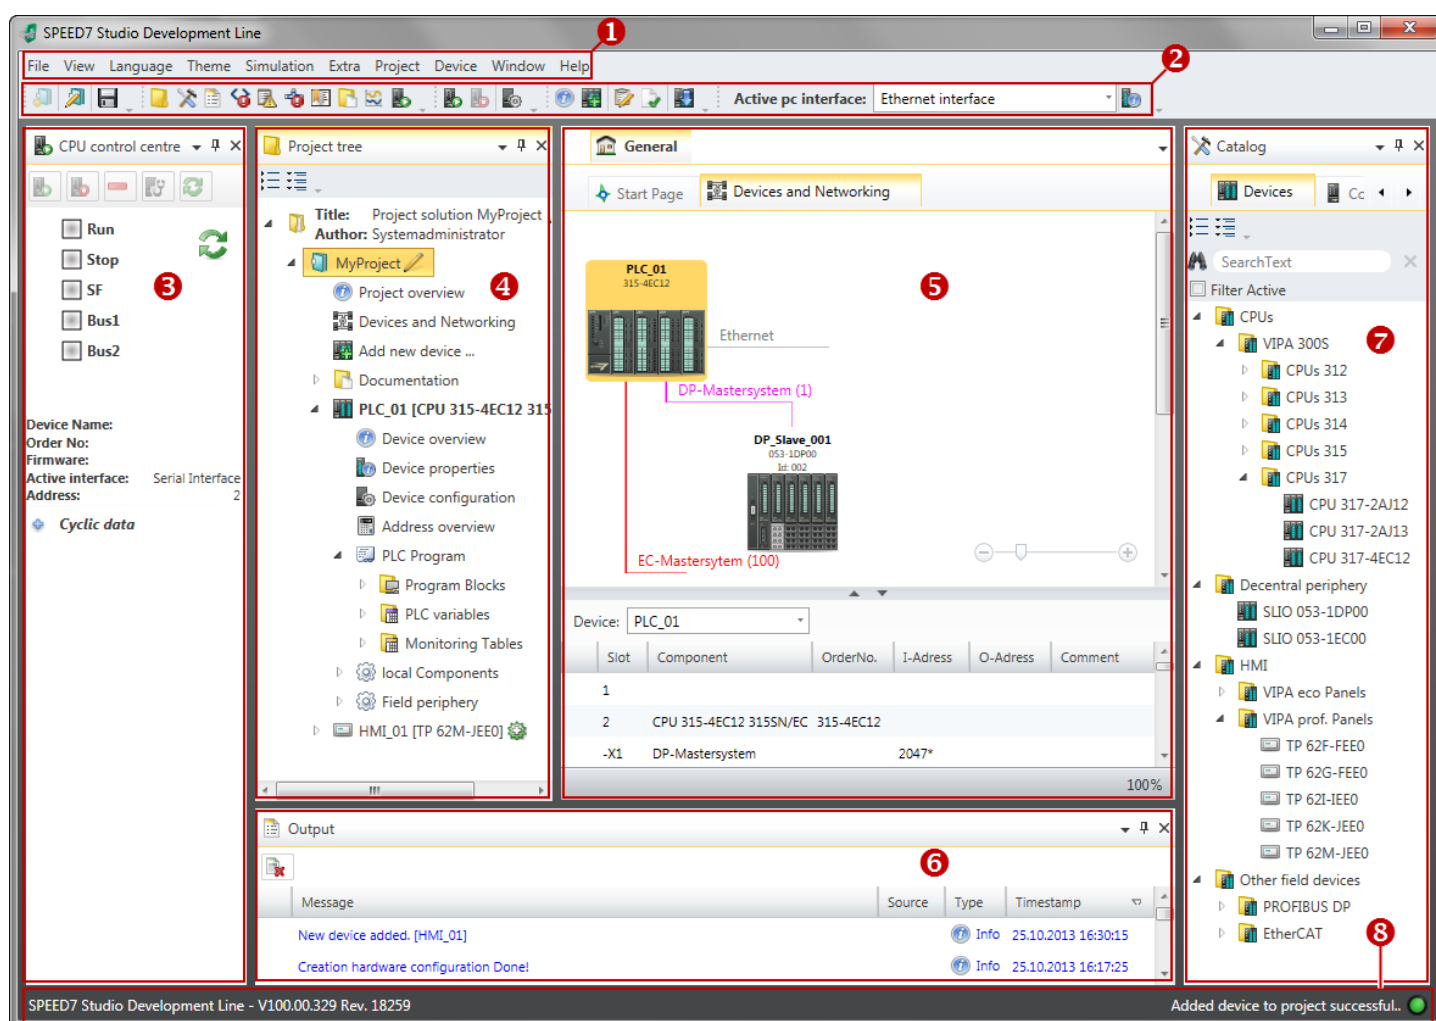 SPEED7 Studio Development Line
1
File View Language Theme Simulation Extra Project Device Window Help
2
Active pc interface: Ethernet interface
CPU control centre
Run
Stop
SF
Bus1
Bus2
3
Device Name:
Order No:
Firmware:
Active interface: Serial Interface
Address: 2
Cyclic data
Project tree
Title: Project solution MyProject
Author: Systemadministrator
MyProject
4
Project overview
Devices and Networking
Add new device ...
Documentation
PLC_01 [CPU 315-4EC12 315
Device overview
Device properties
Device configuration
Address overview
PLC Program
Program Blocks
PLC variables
Monitoring Tables
local Components
Field periphery
HMI_01 [TP 62M-JEE0]
General
Start Page Devices and Networking
5
PLC_01
315-4EC12
Ethernet
DP-Mastersystem (1)
DP_Slave_001
053-1DP00
Id: 002
EC-Mastersytem (100)
Device: PLC_01
Slot Component OrderNo. I-Adress O-Adress Comment
1
2 CPU 315-4EC12 315SN/EC 315-4EC12
-X1 DP-Mastersystem 2047*
100%
Output
6
Message Source Type Timestamp
New device added. [HMI_01] Info 25.10.2013 16:30:15
Creation hardware configuration Done! Info 25.10.2013 16:17:25
Catalog
Devices Cc
SearchText
Filter Active
CPUs
7
VIPA 300S
CPUs 312
CPUs 313
CPUs 314
CPUs 315
CPUs 317
CPU 317-2AJ12
CPU 317-2AJ13
CPU 317-4EC12
Decentral periphery
SLIO 053-1DP00
SLIO 053-1EC00
HMI
VIPA eco Panels
VIPA prof. Panels
TP 62F-FEE0
TP 62G-FEE0
TP 62I-IEE0
TP 62K-JEE0
TP 62M-JEE0
Other field devices
PROFIBUS DP
EtherCAT
8
SPEED7 Studio Development Line - V100.00.329 Rev. 18259
Added device to project successful..